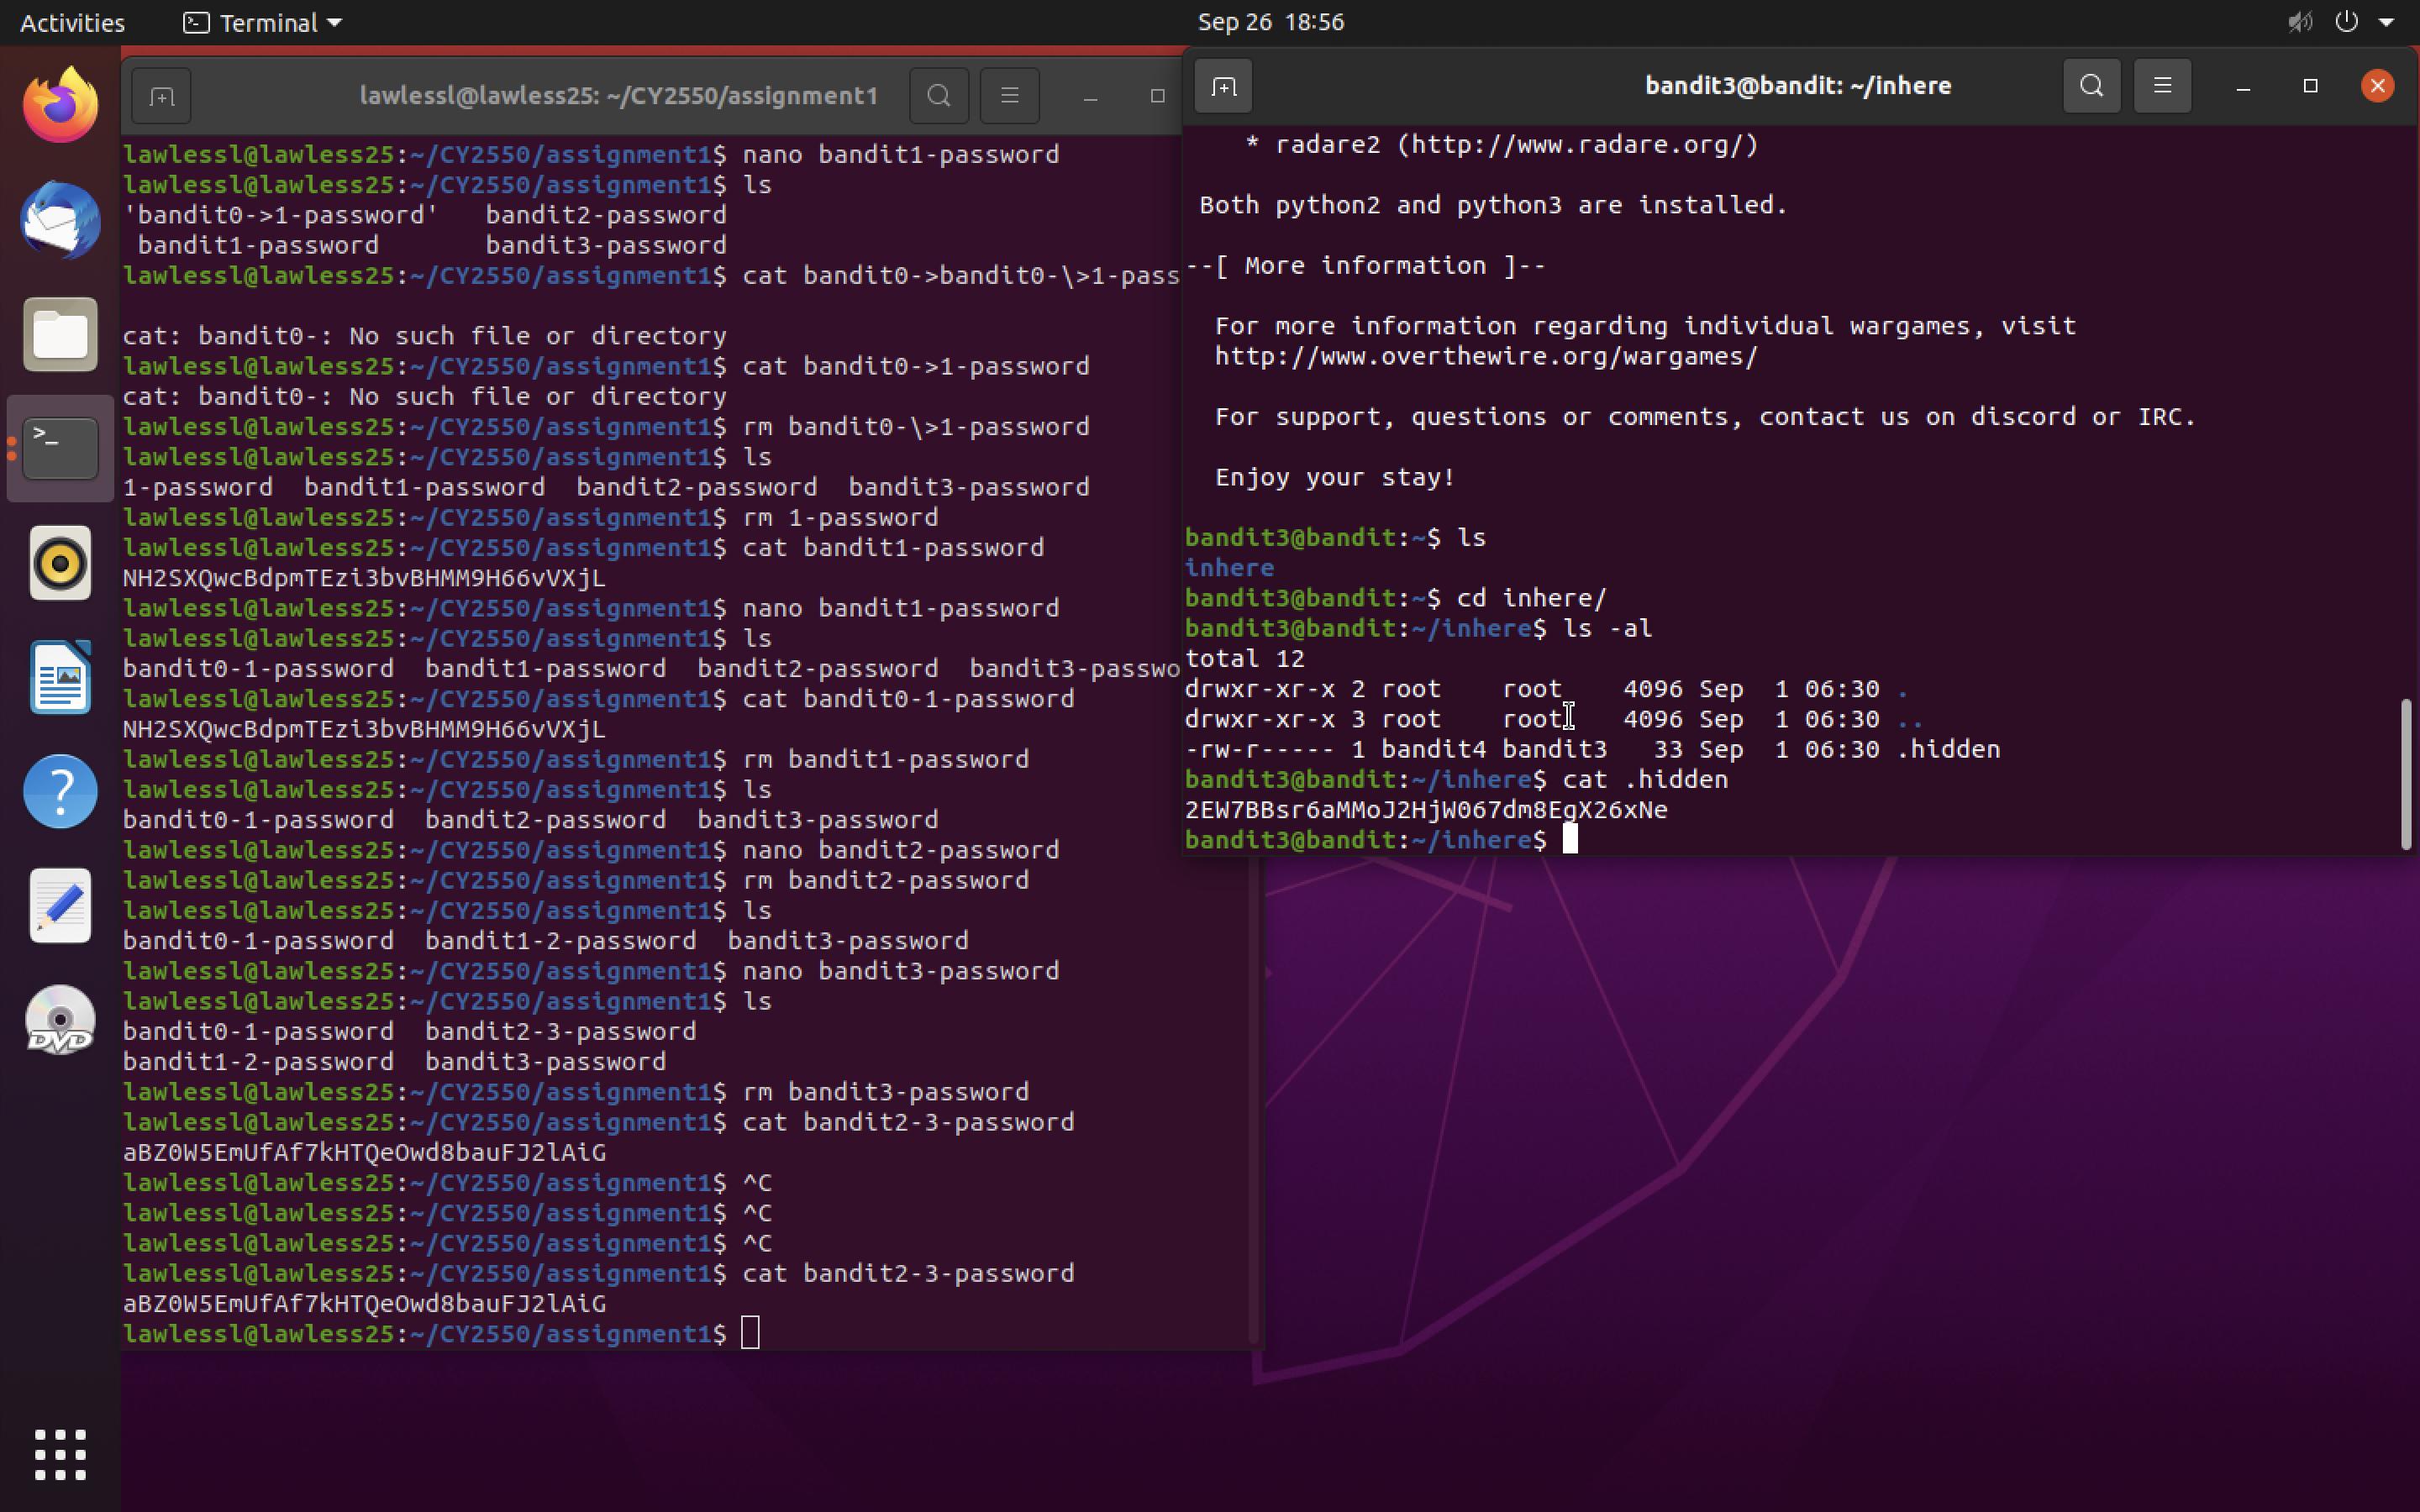 Activities
Terminal
Sep 26 18:56
lawlessl@lawless25: ~/CY2550/assignment1
lawlessl@lawless25:~/CY2550/assignment1$ nano bandit1-password
lawlessl@lawless25:~/CY2550/assignment1$ ls
'bandit0->1-password' bandit2-password
bandit1-password bandit3-password
lawlessl@lawless25:~/CY2550/assignment1$ cat bandit0->bandit0-\>1-pass
cat: bandit0-: No such file or directory
lawlessl@lawless25:~/CY2550/assignment1$ cat bandit0->1-password
cat: bandit0-: No such file or directory
lawlessl@lawless25:~/CY2550/assignment1$ rm bandit0-\>1-password
lawlessl@lawless25:~/CY2550/assignment1$ ls
1-password bandit1-password bandit2-password bandit3-password
lawlessl@lawless25:~/CY2550/assignment1$ rm 1-password
lawlessl@lawless25:~/CY2550/assignment1$ cat bandit1-password
NH2SXQwcBdpmTEzi3bvBHMM9H66vVXjL
lawlessl@lawless25:~/CY2550/assignment1$ nano bandit1-password
lawlessl@lawless25:~/CY2550/assignment1$ ls
bandit0-1-password bandit1-password bandit2-password bandit3-passwo
lawlessl@lawless25:~/CY2550/assignment1$ cat bandit0-1-password
NH2SXQwcBdpmTEzi3bvBHMM9H66vVXjL
lawlessl@lawless25:~/CY2550/assignment1$ rm bandit1-password
lawlessl@lawless25:~/CY2550/assignment1$ ls
bandit0-1-password bandit2-password bandit3-password
lawlessl@lawless25:~/CY2550/assignment1$ nano bandit2-password
lawlessl@lawless25:~/CY2550/assignment1$ rm bandit2-password
lawlessl@lawless25:~/CY2550/assignment1$ ls
bandit0-1-password bandit1-2-password bandit3-password
lawlessl@lawless25:~/CY2550/assignment1$ nano bandit3-password
lawlessl@lawless25:~/CY2550/assignment1$ ls
bandit0-1-password bandit2-3-password
bandit1-2-password bandit3-password
lawlessl@lawless25:~/CY2550/assignment1$ rm bandit3-password
lawlessl@lawless25:~/CY2550/assignment1$ cat bandit2-3-password
aBZ0W5EmUfAf7kHTQeOwd8bauFJ2lAiG
lawlessl@lawless25:~/CY2550/assignment1$ ^C
lawlessl@lawless25:~/CY2550/assignment1$ ^C
lawlessl@lawless25:~/CY2550/assignment1$ ^C
lawlessl@lawless25:~/CY2550/assignment1$ cat bandit2-3-password
aBZ0W5EmUfAf7kHTQeOwd8bauFJ2lAiG
lawlessl@lawless25:~/CY2550/assignment1$
bandit3@bandit: ~/inhere
* radare2 (http://www.radare.org/)
Both python2 and python3 are installed.
--[ More information ]--
For more information regarding individual wargames, visit
http://www.overthewire.org/wargames/
For support, questions or comments, contact us on discord or IRC.
Enjoy your stay!
bandit3@bandit:~$ ls
inhere
bandit3@bandit:~$ cd inhere/
bandit3@bandit:~/inhere$ ls -al
total 12
drwxr-xr-x 2 root root 4096 Sep 1 06:30 .
drwxr-xr-x 3 root root 4096 Sep 1 06:30 ..
-rw-r----- 1 bandit4 bandit3 33 Sep 1 06:30 .hidden
bandit3@bandit:~/inhere$ cat .hidden
2EW7BBsr6aMMoJ2HjW067dm8EgX26xNe
bandit3@bandit:~/inhere$
DVD